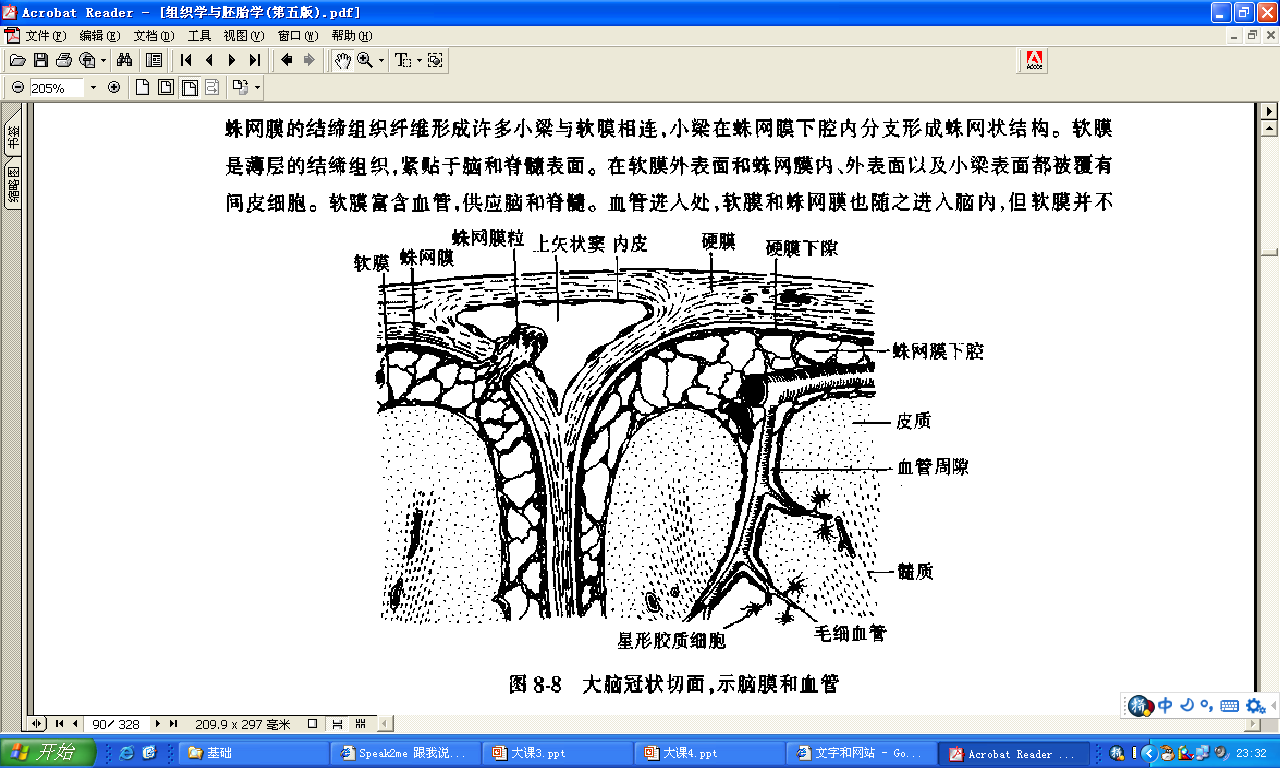 Acrobat Reader - [组织学与胚胎学(第五版).pdf]
文件(F) 编辑(E) 文档(D) 工具 视图(V) 窗口(W) 帮助(H)
Adobe
205%
书签
缩略图
蛛网膜的结缔组织纤维形成许多小梁与软膜相连,小梁在蛛网膜下腔内分支形成蛛网状结构。软膜
是薄层的结缔组织,紧贴于脑和脊髓表面。在软膜外表面和蛛网膜内、外表面以及小梁表面都被覆有
间皮细胞。软膜富含血管,供应脑和脊髓。血管进入处,软膜和蛛网膜也随之进入脑内,但软膜并不
软膜 蛛网膜 蛛网膜粒 上矢状窦 内皮 硬膜 硬膜下隙
蛛网膜下腔
皮质
血管周隙
髓质
星形胶质细胞 毛细血管
图8-8 大脑冠状切面,示脑膜和血管
拼 中
90/ 328 209.9 x 297 毫米
开始 基础 Speak2me 跟我说... 大课3.ppt 大课4.ppt 文字和网站 - Go... Acrobat Reader ... 23:32